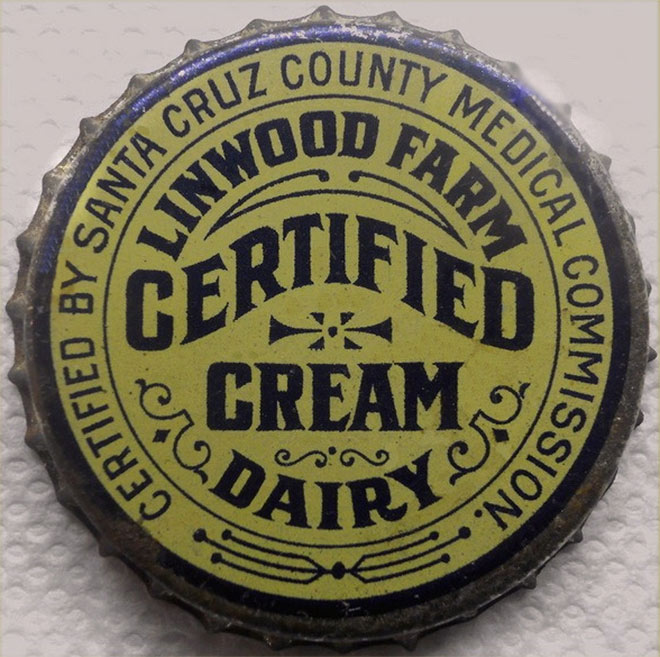 CERTIFIED BY SANTA CRUZ COUNTY MEDICAL COMMISSION.
LINWOOD FARM
CERTIFIED
CREAM
DAIRY